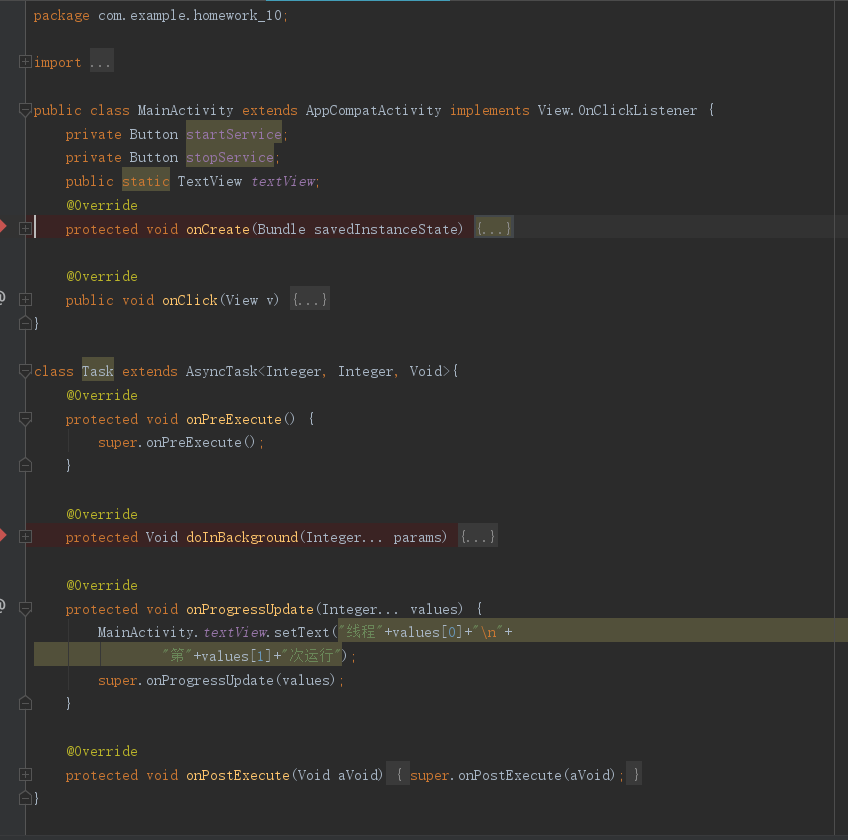 package com.example.homework_10;
import ...
public class MainActivity extends AppCompatActivity implements View.OnClickListener {
private Button startService;
private Button stopService;
public static TextView textView;
@Override
protected void onCreate(Bundle savedInstanceState) {...}
@Override
public void onClick(View v) {...}
}
class Task extends AsyncTask<Integer, Integer, Void>{
@Override
protected void onPreExecute() {
super.onPreExecute();
}
@Override
protected Void doInBackground(Integer... params) {...}
@Override
protected void onProgressUpdate(Integer... values) {
MainActivity.textView.setText("线程"+values[0]+"\n"+
"第"+values[1]+"次运行");
super.onProgressUpdate(values);
}
@Override
protected void onPostExecute(Void aVoid) { super.onPostExecute(aVoid); }
}